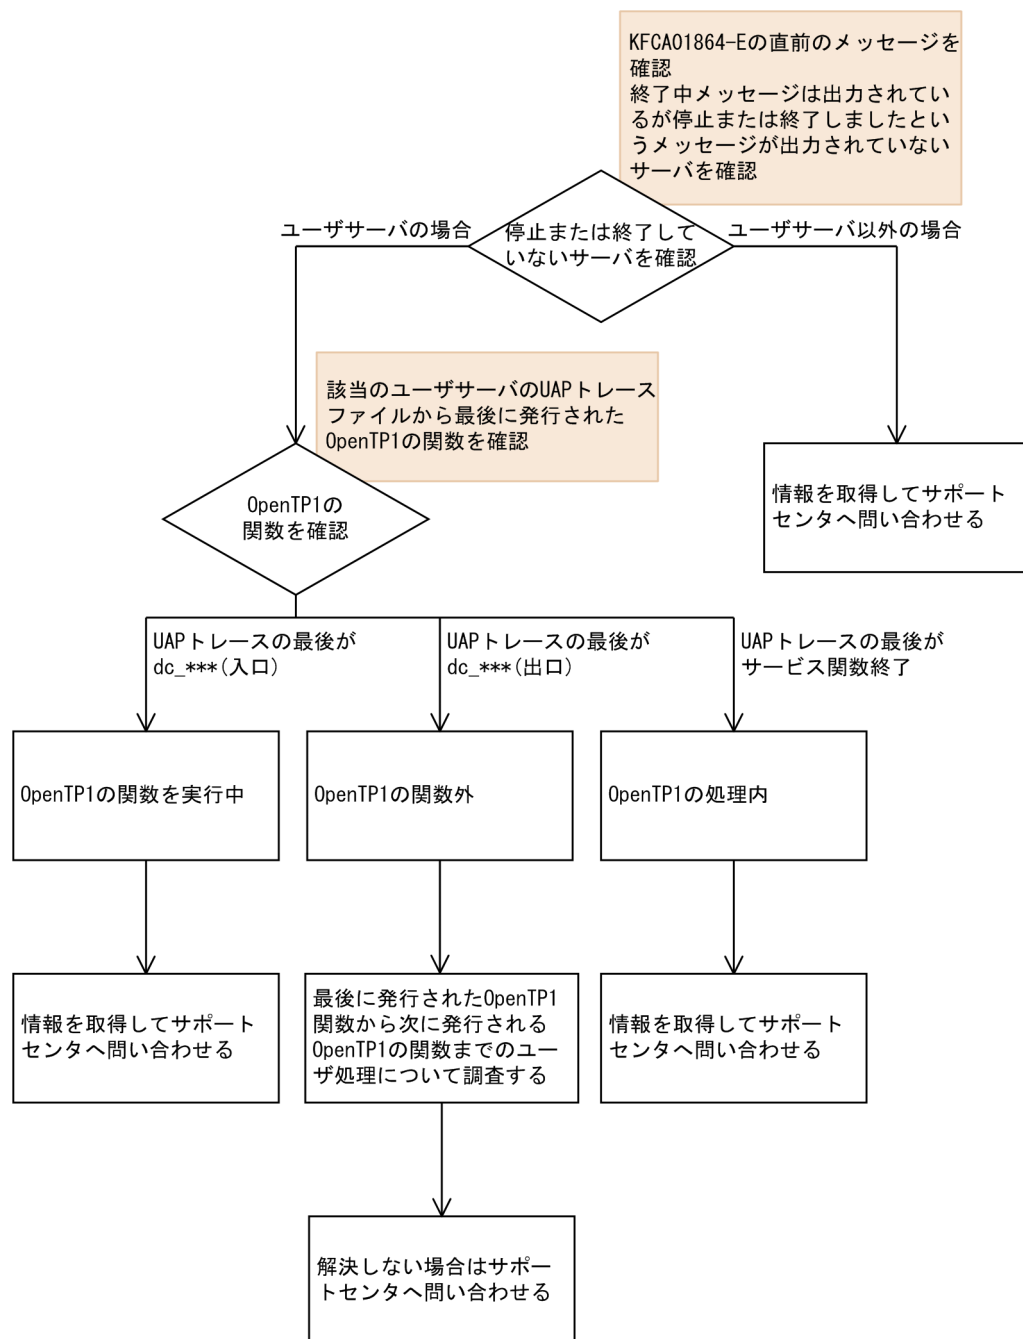 KFCA01864-Eの直前のメッセージを
確認
終了中メッセージは出力されてい
るが停止または終了しましたとい
うメッセージが出力されていない
サーバを確認
ユーザサーバの場合
停止または終了して
いないサーバを確認
ユーザサーバ以外の場合
該当のユーザサーバのUAPトレース
ファイルから最後に発行された
OpenTP1の関数を確認
OpenTP1の
関数を確認
情報を取得してサポート
センタへ問い合わせる
UAPトレースの最後が
dc_***(入口)
UAPトレースの最後が
dc_***(出口)
UAPトレースの最後が
サービス関数終了
OpenTP1の関数を実行中
OpenTP1の関数外
OpenTP1の処理内
情報を取得してサポート
センタへ問い合わせる
最後に発行されたOpenTP1
関数から次に発行される
OpenTP1の関数までのユー
ザ処理について調査する
情報を取得してサポート
センタへ問い合わせる
解決しない場合はサポー
トセンタへ問い合わせる